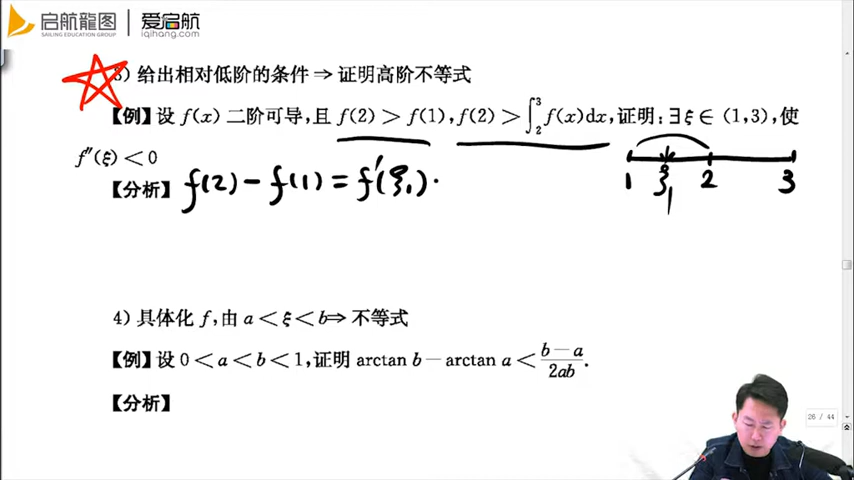 启航龍图 爱启航
SAILING EDUCATION iqihang.com
3) 给出相对低阶的条件⇒证明高阶不等式
【例】设 f(x) 二阶可导,且 f(2)>f(1), f(2)>∫₂³ f(x)dx,证明:∃ξ∈(1,3),使
f″(ξ)<0
【分析】 f(2)-f(1)=f′(ξ₁)·
1 ξ₁ 2 3
4) 具体化 f,由 a<ξ<b⇒不等式
【例】设 0<a<b<1,证明 arctan b-arctan a<(b-a)/(2ab).
【分析】
26 / 44